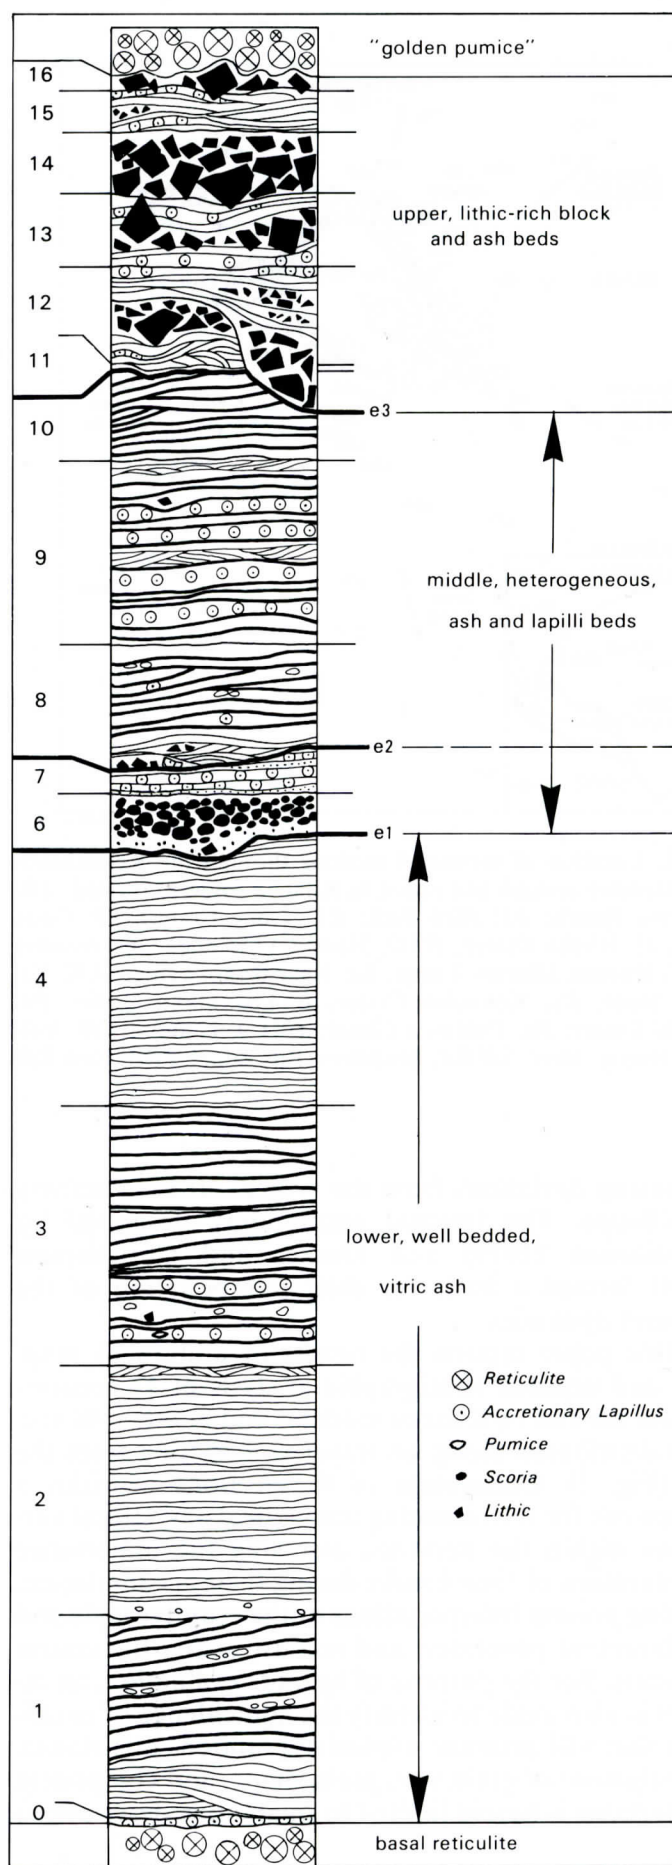 "golden pumice"
16
15
14
upper, lithic-rich block
and ash beds
13
12
11
e3
10
9
middle, heterogeneous,
ash and lapilli beds
8
e2
7
6
e1
4
3
lower, well bedded,
vitric ash
Reticulite
Accretionary Lapillus
Pumice
Scoria
Lithic
2
1
0
basal reticulite